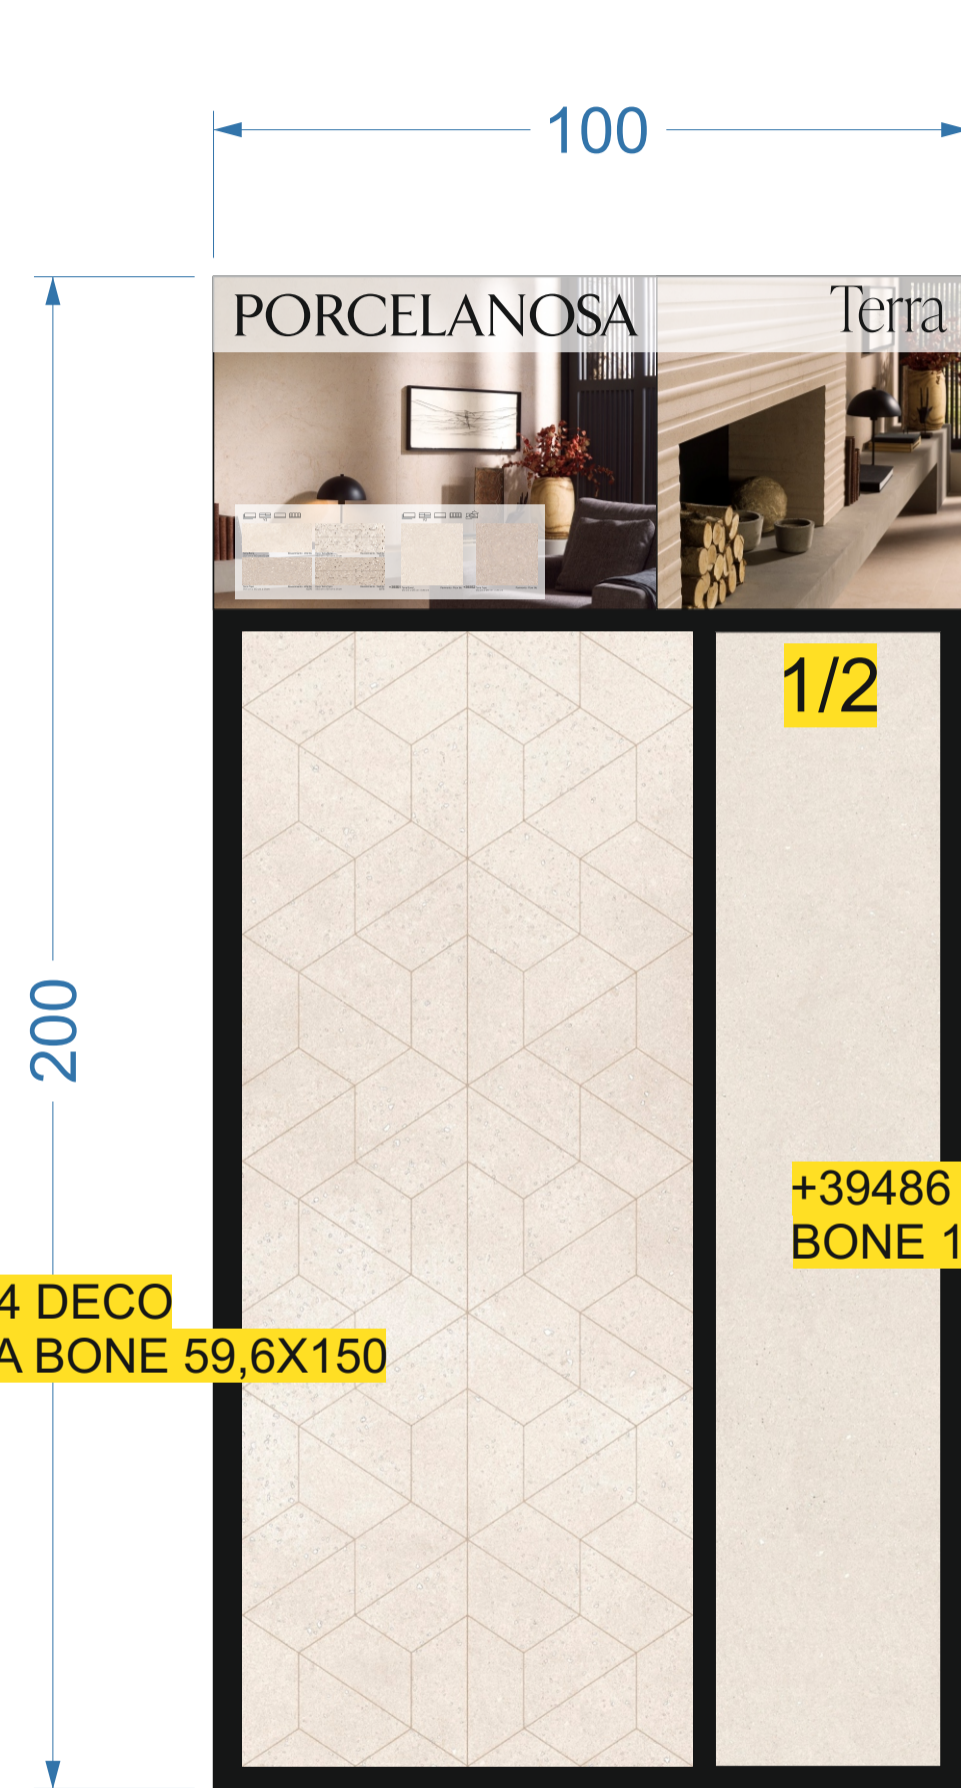 100
PORCELANOSA
Terra
1/2
200
+39486
BONE 1
4 DECO
A BONE 59,6X150